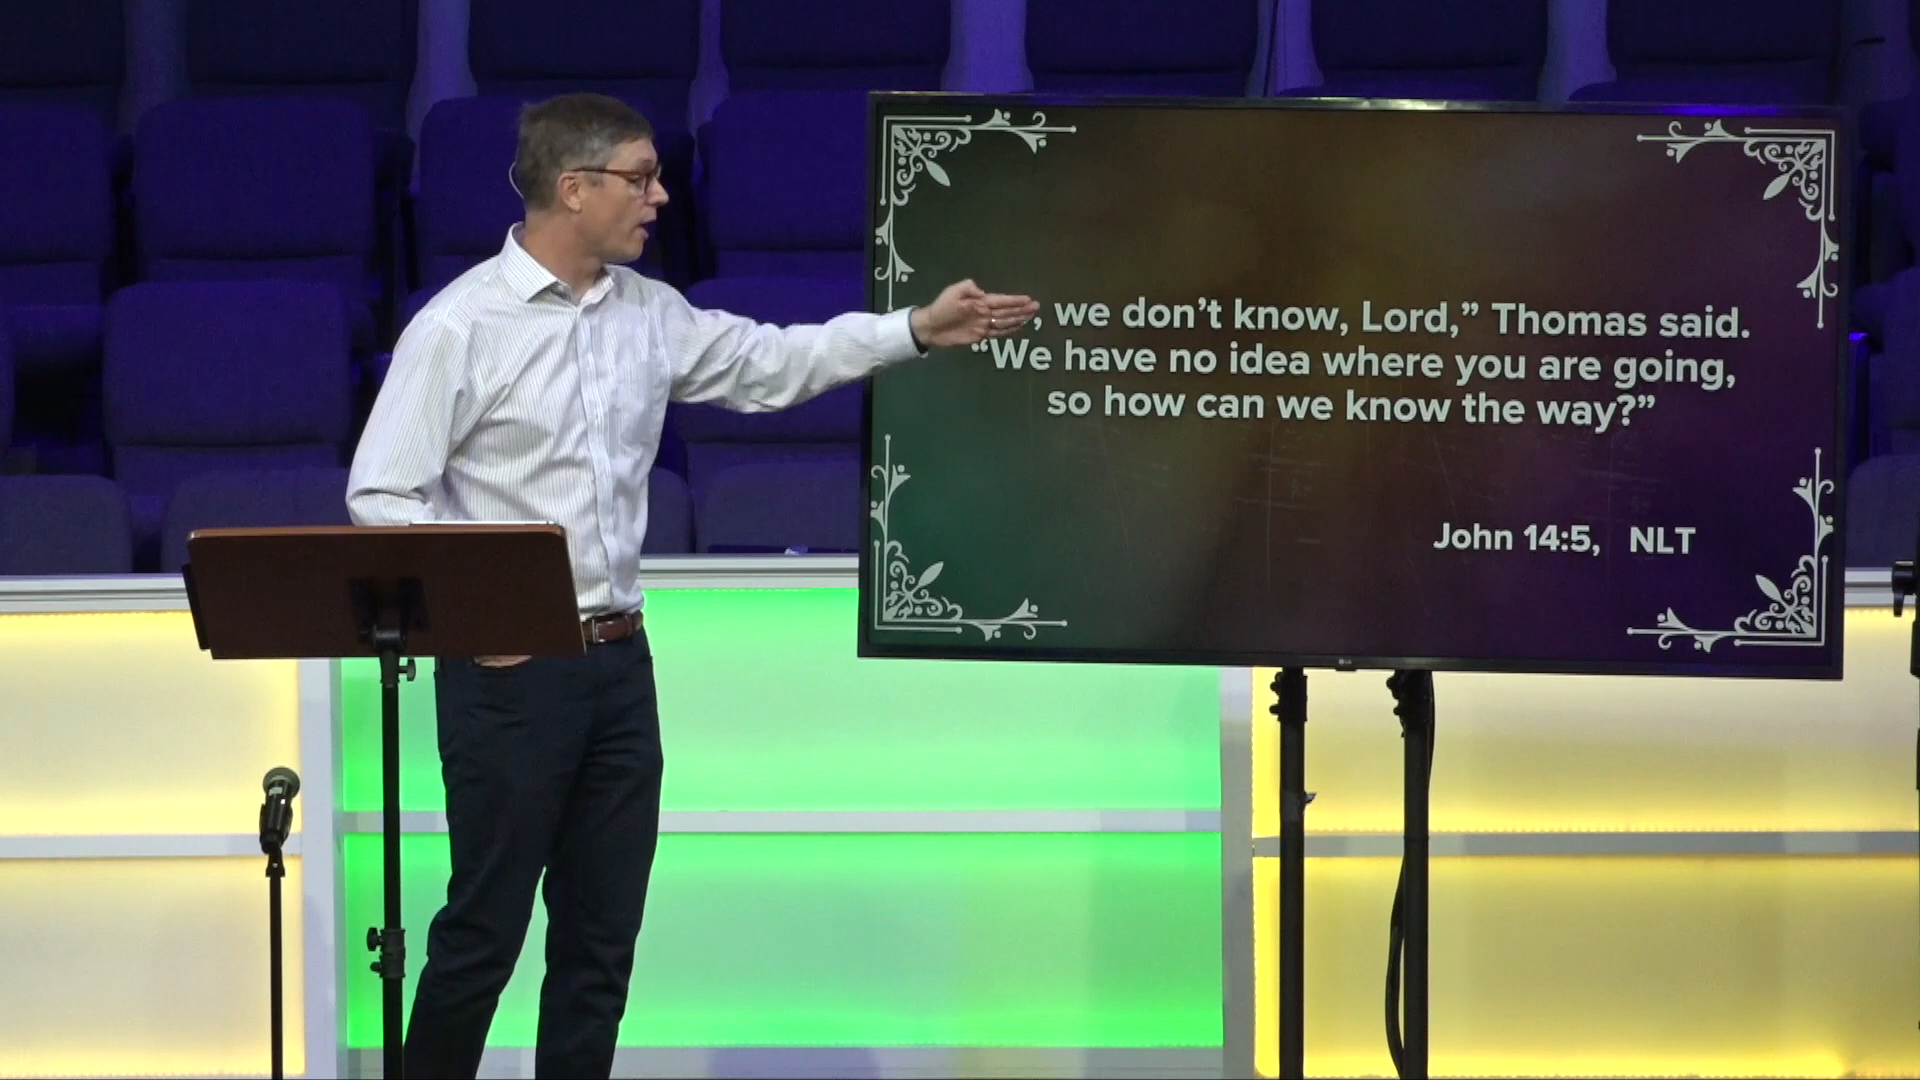 , we don’t know, Lord,” Thomas said.
“We have no idea where you are going,
so how can we know the way?”
John 14:5, NLT
LG